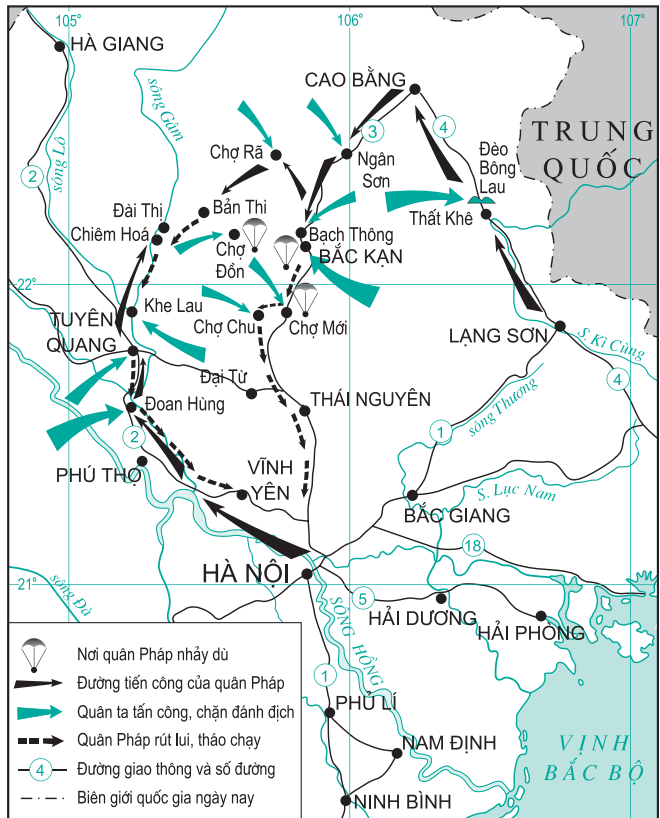 105
106
107
HÀ GIANG
CAO BẰNG
sông Gâm
sông Lô
3
4
TRUNG
QUỐC
Chợ Rã
Ngân
Sơn
Đèo
Bông
Lau
2
Thất Khê
Bản Thi
Đài Thị
Chiêm Hoá
Chợ
Đồn
Bạch Thông
BẮC KẠN
22
Khe Lau
TUYÊN
QUANG
Chợ Chu
Chợ Mới
LẠNG SƠN
S. Kì Cùng
4
Đại Từ
Đoan Hùng
THÁI NGUYÊN
sông Thương
1
2
PHÚ THỌ
VĨNH
YÊN
S. Lục Nam
BẮC GIANG
18
21
HÀ NỘI
sông Đà
5
HẢI DƯƠNG
HẢI PHÒNG
SÔNG HỒNG
1
PHỦ LÍ
NAM ĐỊNH
NINH BÌNH
VỊNH
BẮC BỘ
Nơi quân Pháp nhảy dù
Đường tiến công của quân Pháp
Quân ta tấn công, chặn đánh địch
Quân Pháp rút lui, tháo chạy
4
Đường giao thông và số đường
Biên giới quốc gia ngày nay